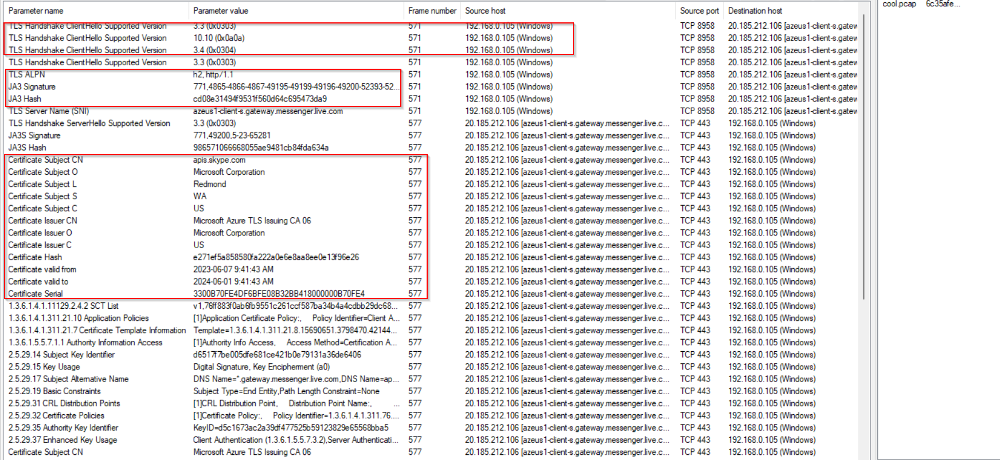 Parameter name Parameter value Frame number Source host Source port Destination host cool.pcap 6c35afe...
TLS Handshake ClientHello Supported Version 3.3 (0x0303) 571 192.168.0.105 (Windows) TCP 8958 20.185.212.106 [azeus1-client-s.gatew
TLS Handshake ClientHello Supported Version 10.10 (0x0a0a) 571 192.168.0.105 (Windows) TCP 8958 20.185.212.106 [azeus1-client-s.gatew
TLS Handshake ClientHello Supported Version 3.4 (0x0304) 571 192.168.0.105 (Windows) TCP 8958 20.185.212.106 [azeus1-client-s.gatew
TLS Handshake ClientHello Supported Version 3.3 (0x0303) 571 192.168.0.105 (Windows) TCP 8958 20.185.212.106 [azeus1-client-s.gatew
TLS ALPN h2, http/1.1 571 192.168.0.105 (Windows) TCP 8958 20.185.212.106 [azeus1-client-s.gatew
JA3 Signature 771,4865-4866-4867-49195-49199-49196-49200-52393-52... 571 192.168.0.105 (Windows) TCP 8958 20.185.212.106 [azeus1-client-s.gatew
JA3 Hash cd08e31494f9531f560d64c695473da9 571 192.168.0.105 (Windows) TCP 8958 20.185.212.106 [azeus1-client-s.gatew
TLS Server Name (SNI) azeus1-client-s.gateway.messenger.live.com 571 192.168.0.105 (Windows) TCP 8958 20.185.212.106 [azeus1-client-s.gatew
TLS Handshake ServerHello Supported Version 3.3 (0x0303) 577 20.185.212.106 [azeus1-client-s.gateway.messenger.live.c... TCP 443 192.168.0.105 (Windows)
JA3S Signature 771,49200,5-23-65281 577 20.185.212.106 [azeus1-client-s.gateway.messenger.live.c... TCP 443 192.168.0.105 (Windows)
JA3S Hash 986571066668055ae9481cb84fda634a 577 20.185.212.106 [azeus1-client-s.gateway.messenger.live.c... TCP 443 192.168.0.105 (Windows)
Certificate Subject CN apis.skype.com 577 20.185.212.106 [azeus1-client-s.gateway.messenger.live.c... TCP 443 192.168.0.105 (Windows)
Certificate Subject O Microsoft Corporation 577 20.185.212.106 [azeus1-client-s.gateway.messenger.live.c... TCP 443 192.168.0.105 (Windows)
Certificate Subject L Redmond 577 20.185.212.106 [azeus1-client-s.gateway.messenger.live.c... TCP 443 192.168.0.105 (Windows)
Certificate Subject S WA 577 20.185.212.106 [azeus1-client-s.gateway.messenger.live.c... TCP 443 192.168.0.105 (Windows)
Certificate Subject C US 577 20.185.212.106 [azeus1-client-s.gateway.messenger.live.c... TCP 443 192.168.0.105 (Windows)
Certificate Issuer CN Microsoft Azure TLS Issuing CA 06 577 20.185.212.106 [azeus1-client-s.gateway.messenger.live.c... TCP 443 192.168.0.105 (Windows)
Certificate Issuer O Microsoft Corporation 577 20.185.212.106 [azeus1-client-s.gateway.messenger.live.c... TCP 443 192.168.0.105 (Windows)
Certificate Issuer C US 577 20.185.212.106 [azeus1-client-s.gateway.messenger.live.c... TCP 443 192.168.0.105 (Windows)
Certificate Hash e271ef5a858580fa222a0e6e8aa8ee0e13f96e26 577 20.185.212.106 [azeus1-client-s.gateway.messenger.live.c... TCP 443 192.168.0.105 (Windows)
Certificate valid from 2023-06-07 9:41:43 AM 577 20.185.212.106 [azeus1-client-s.gateway.messenger.live.c... TCP 443 192.168.0.105 (Windows)
Certificate valid to 2024-06-01 9:41:43 AM 577 20.185.212.106 [azeus1-client-s.gateway.messenger.live.c... TCP 443 192.168.0.105 (Windows)
Certificate Serial 3300B70FE4DF6BFE08B32BB418000000B70FE4 577 20.185.212.106 [azeus1-client-s.gateway.messenger.live.c... TCP 443 192.168.0.105 (Windows)
1.3.6.1.4.1.11129.2.4.2 SCT List v1,76ff883f0ab6fb9551c261ccf587ba34b4a4cdbb29dc68... 577 20.185.212.106 [azeus1-client-s.gateway.messenger.live.c... TCP 443 192.168.0.105 (Windows)
1.3.6.1.4.1.311.21.10 Application Policies [1]Application Certificate Policy:, Policy Identifier=Client A... 577 20.185.212.106 [azeus1-client-s.gateway.messenger.live.c... TCP 443 192.168.0.105 (Windows)
1.3.6.1.4.1.311.21.7 Certificate Template Information Template=1.3.6.1.4.1.311.21.8.15690651.3798470.42144... 577 20.185.212.106 [azeus1-client-s.gateway.messenger.live.c... TCP 443 192.168.0.105 (Windows)
1.3.6.1.5.5.7.1.1 Authority Information Access [1]Authority Info Access, Access Method=Certification A... 577 20.185.212.106 [azeus1-client-s.gateway.messenger.live.c... TCP 443 192.168.0.105 (Windows)
2.5.29.14 Subject Key Identifier d6517f7be005dfe681ce421b0e79131a36de6406 577 20.185.212.106 [azeus1-client-s.gateway.messenger.live.c... TCP 443 192.168.0.105 (Windows)
2.5.29.15 Key Usage Digital Signature, Key Encipherment (a0) 577 20.185.212.106 [azeus1-client-s.gateway.messenger.live.c... TCP 443 192.168.0.105 (Windows)
2.5.29.17 Subject Alternative Name DNS Name=*.gateway.messenger.live.com,DNS Name=ap... 577 20.185.212.106 [azeus1-client-s.gateway.messenger.live.c... TCP 443 192.168.0.105 (Windows)
2.5.29.19 Basic Constraints Subject Type=End Entity,Path Length Constraint=None 577 20.185.212.106 [azeus1-client-s.gateway.messenger.live.c... TCP 443 192.168.0.105 (Windows)
2.5.29.31 CRL Distribution Points [1]CRL Distribution Point, Distribution Point Name:, ... 577 20.185.212.106 [azeus1-client-s.gateway.messenger.live.c... TCP 443 192.168.0.105 (Windows)
2.5.29.32 Certificate Policies [1]Certificate Policy:, Policy Identifier=1.3.6.1.4.1.311.76.... 577 20.185.212.106 [azeus1-client-s.gateway.messenger.live.c... TCP 443 192.168.0.105 (Windows)
2.5.29.35 Authority Key Identifier KeyID=d5c1673ac2a39df477525b59123829e65568bba5 577 20.185.212.106 [azeus1-client-s.gateway.messenger.live.c... TCP 443 192.168.0.105 (Windows)
2.5.29.37 Enhanced Key Usage Client Authentication (1.3.6.1.5.5.7.3.2),Server Authenticati... 577 20.185.212.106 [azeus1-client-s.gateway.messenger.live.c... TCP 443 192.168.0.105 (Windows)
Certificate Subject CN Microsoft Azure TLS Issuing CA 06 577 20.185.212.106 [azeus1-client-s.gateway.messenger.live.c... TCP 443 192.168.0.105 (Windows)